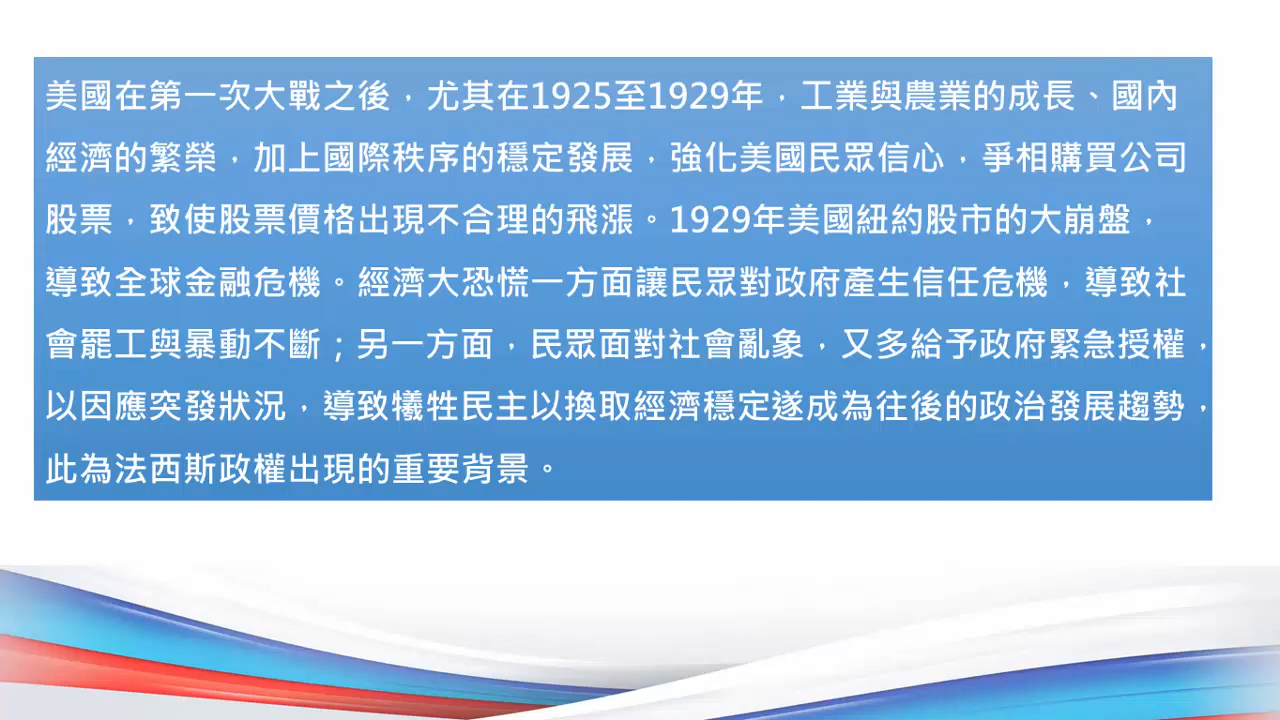 美國在第一次大戰之後，尤其在1925至1929年，工業與農業的成長、國內
經濟的繁榮，加上國際秩序的穩定發展，強化美國民眾信心，爭相購買公司
股票，致使股票價格出現不合理的飛漲。1929年美國紐約股市的大崩盤，
導致全球金融危機。經濟大恐慌一方面讓民眾對政府產生信任危機，導致社
會罷工與暴動不斷；另一方面，民眾面對社會亂象，又多給予政府緊急授權，
以因應突發狀況，導致犧牲民主以換取經濟穩定遂成為往後的政治發展趨勢，
此為法西斯政權出現的重要背景。